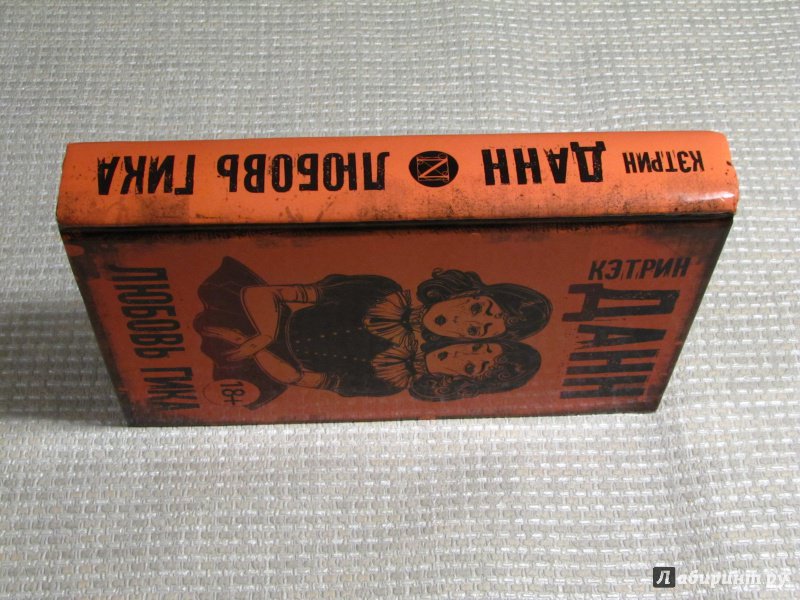 КЭТРИН
ДАНН
N
ЛЮБОВЬ ГИКА
КЭТРИН
ДАНН
ЛЮБОВЬ ГИКА
18+
Лабиринт.ру